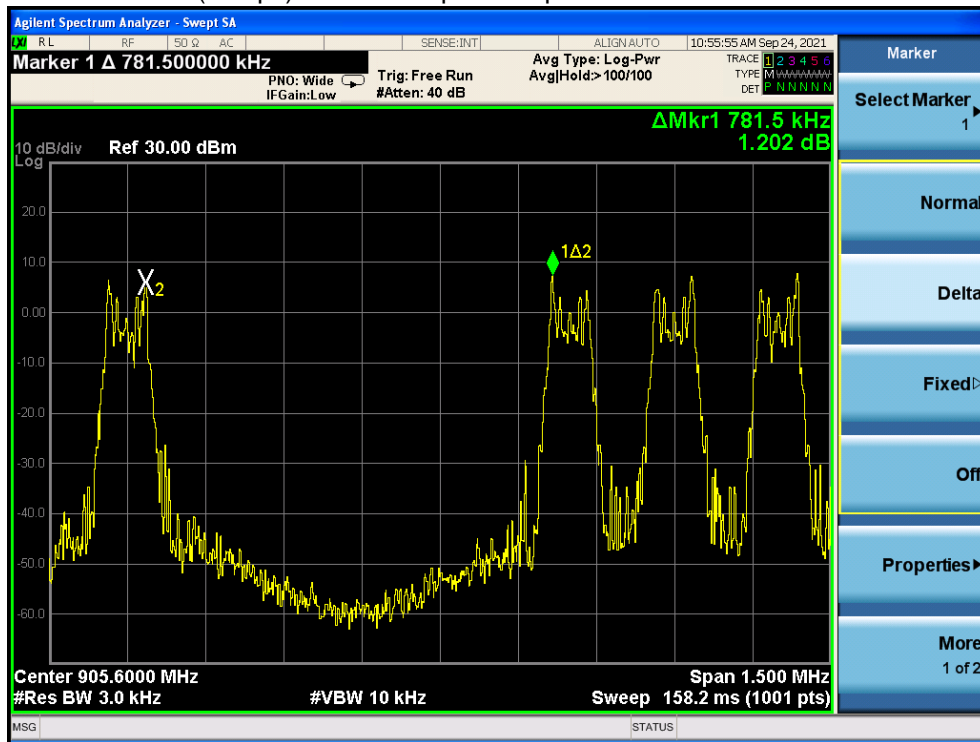 Agilent Spectrum Analyzer - Swept SA
LXI RL RF 50 Ω AC SENSE:INT ALIGNAUTO 10:55:55 AM Sep 24, 2021
Marker 1 Δ 781.500000 kHz
PNO: Wide
IFGain:Low
Trig: Free Run
#Atten: 40 dB
Avg Type: Log-Pwr
Avg|Hold:> 100/100
TRACE 1 2 3 4 5 6
TYPE M
DET P N N N N N
ΔMkr1 781.5 kHz
1.202 dB
10 dB/div Ref 30.00 dBm
Log
20.0
10.0
0.00
-10.0
-20.0
-30.0
-40.0
-50.0
-60.0
2
1Δ2
Center 905.6000 MHz Span 1.500 MHz
#Res BW 3.0 kHz #VBW 10 kHz Sweep 158.2 ms (1001 pts)
MSG STATUS
Marker
Select Marker
1
Normal
Delta
Fixed
Off
Properties
More
1 of 2